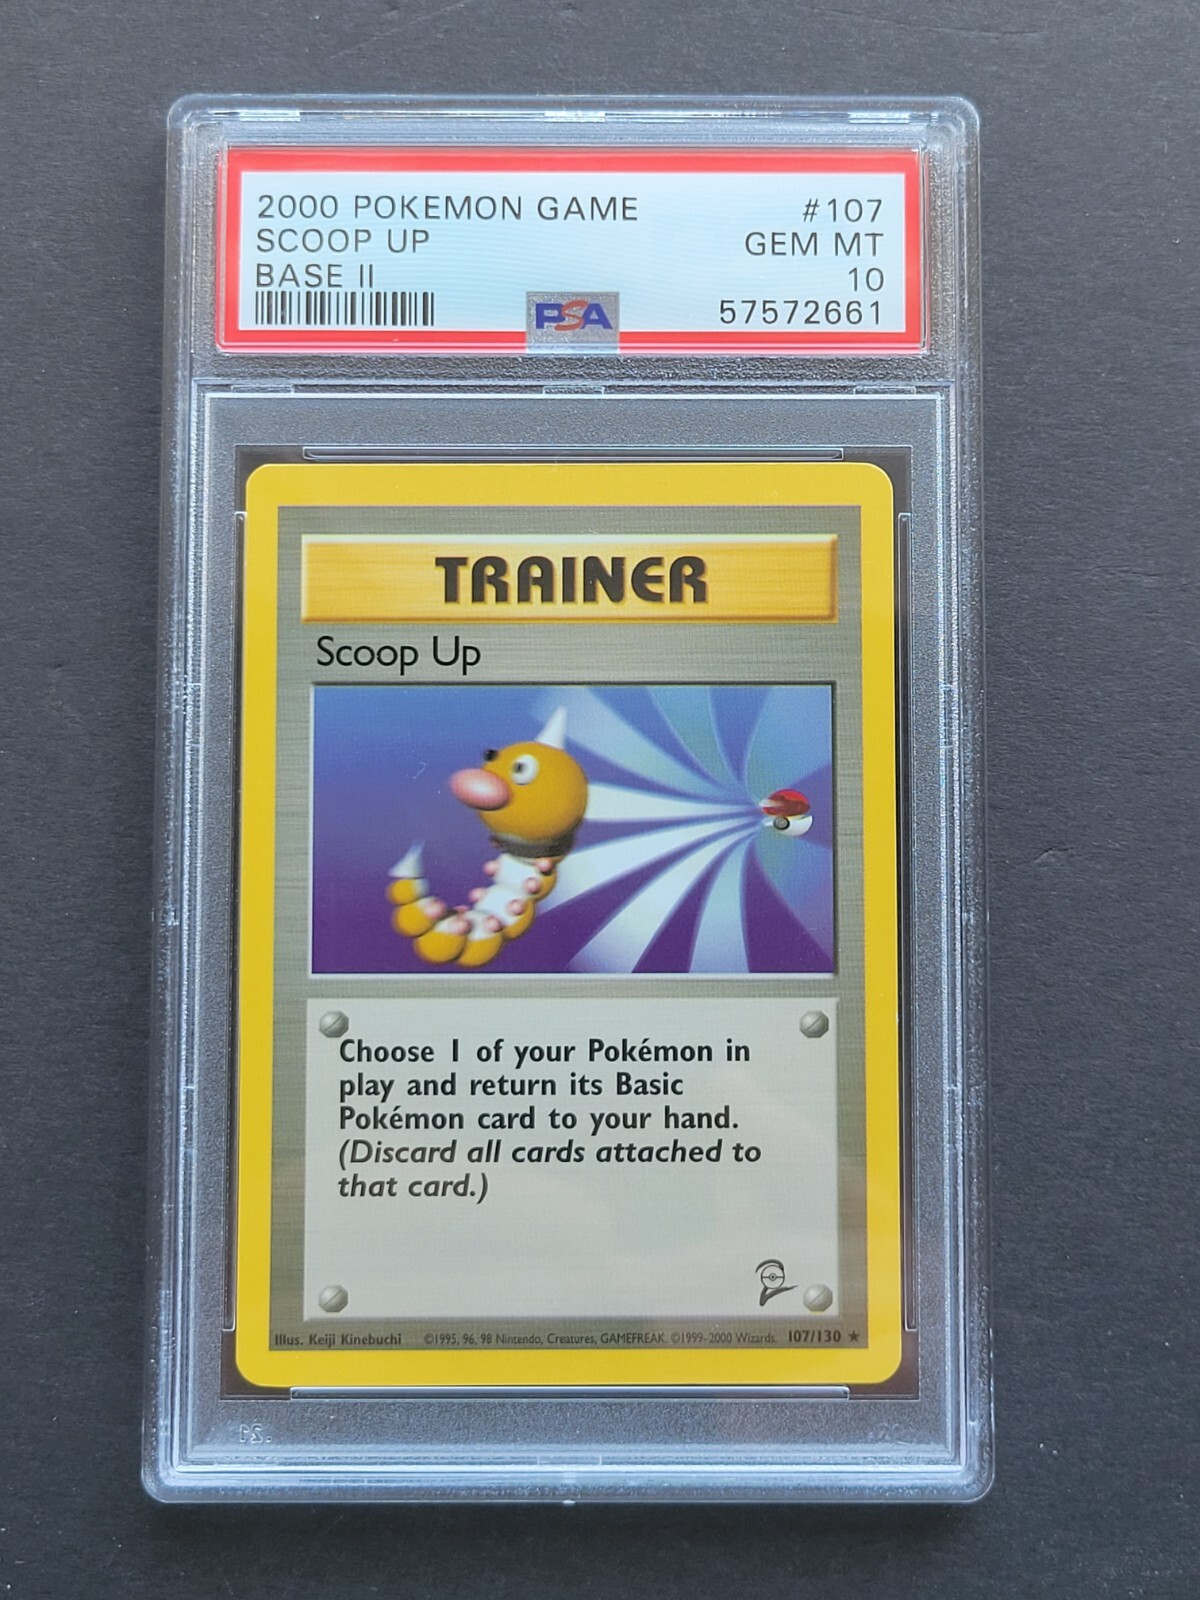 2000 POKEMON GAME #107
SCOOP UP GEM MT
BASE II 10
PSA 57572661
TRAINER
Scoop Up
Choose 1 of your Pokémon in
play and return its Basic
Pokémon card to your hand.
(Discard all cards attached to
that card.)
Illus. Keiji Kinebuchi ©1995, 96, 98 Nintendo, Creatures, GAMEFREAK. ©1999-2000 Wizards. 107/130 ★